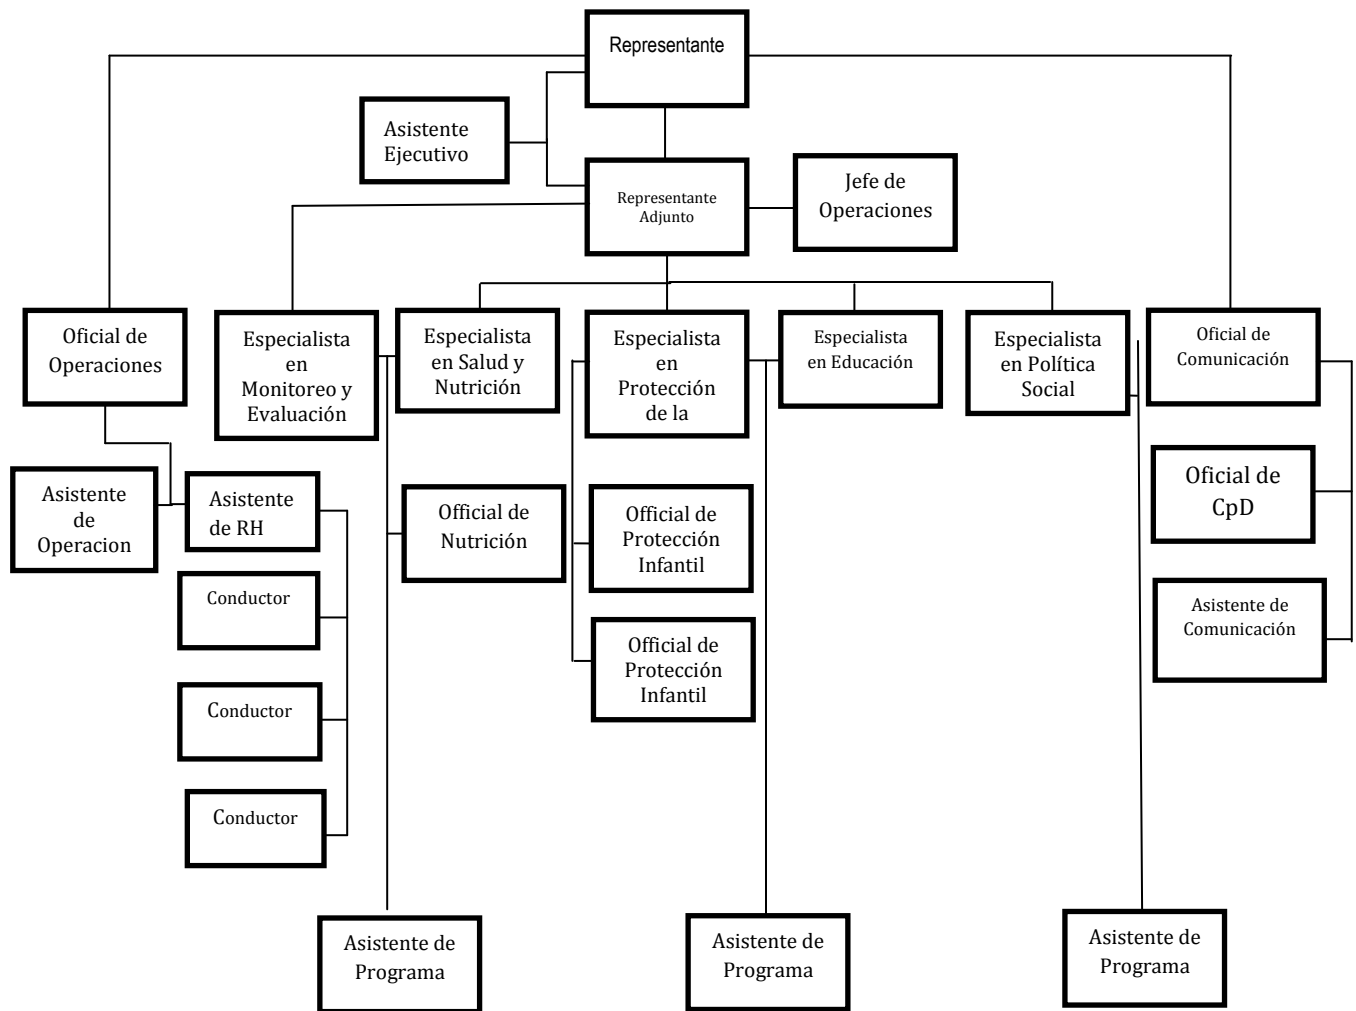 Representante
Asistente
Ejecutivo
Representante
Adjunto
Jefe de
Operaciones
Oficial de
Operaciones
Especialista
en
Monitoreo y
Evaluación
Especialista
en Salud y
Nutrición
Especialista
en
Protección
de la
Especialista
en Educación
Especialista
en Política
Social
Oficial de
Comunicación
Asistente
de
Operacion
Asistente
de RH
Official de
Nutrición
Official de
Protección
Infantil
Oficial de
CpD
Conductor
Asistente de
Comunicación
Official de
Protección
Infantil
Conductor
Conductor
Asistente de
Programa
Asistente de
Programa
Asistente de
Programa